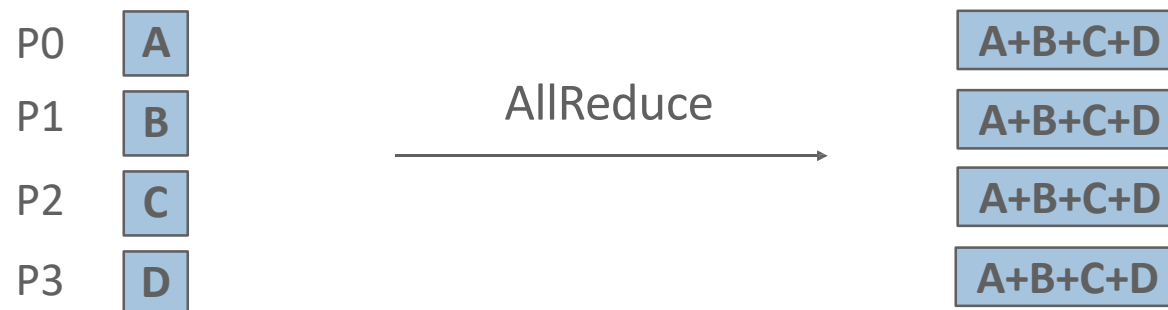 P0 A A+B+C+D
AllReduce
P1 B A+B+C+D
P2 C A+B+C+D
P3 D A+B+C+D